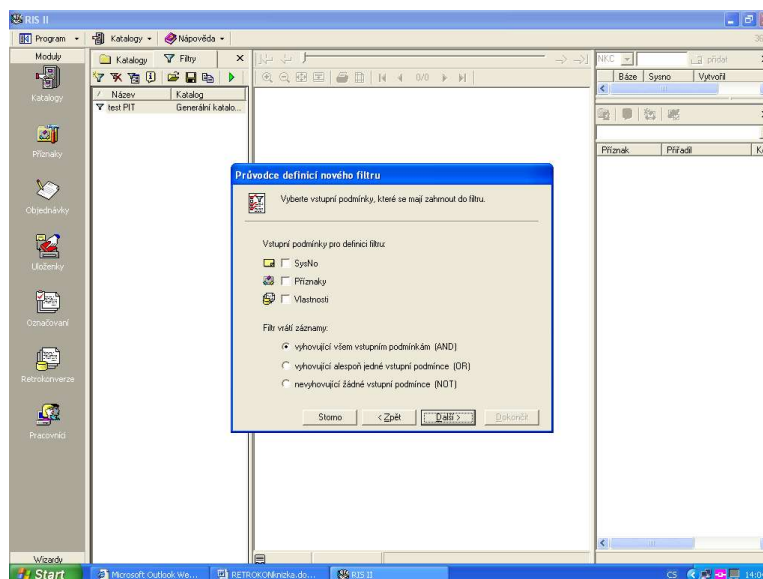 RIS II
Program Katalogy Nápověda
Moduly
Katalogy
Příznaky
Objednávky
Uloženky
Označovaní
Retrokonverze
Pracovníci
Wizardy
Katalogy Filtry
Název Katalog
test PIT Generální katalo...
0/0
NKC přidat
Báze Sysno Vytvořil
Příznak Přiřadil
Průvodce definicí nového filtru
Vyberte vstupní podmínky, které se mají zahrnout do filtru.
Vstupní podmínky pro definici filtru:
SysNo
Příznaky
Vlastnosti
Filtr vrátí záznamy:
vyhovující všem vstupním podmínkám (AND)
vyhovující alespoň jedné vstupní podmínce (OR)
nevyhovující žádné vstupní podmínce (NOT)
Storno < Zpět Další > Dokončit
Start Microsoft Outlook We... RETROKONknizka.do... RIS II CS 14:0